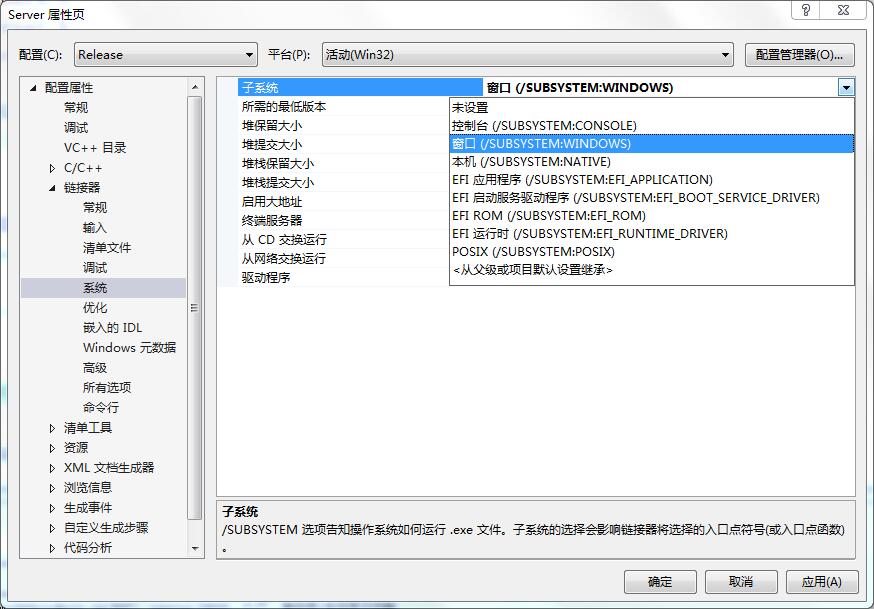 Server 属性页
配置(C): Release 平台(P): 活动(Win32) 配置管理器(O)...
配置属性
常规
调试
VC++ 目录
C/C++
链接器
常规
输入
清单文件
调试
系统
优化
嵌入的 IDL
Windows 元数据
高级
所有选项
命令行
清单工具
资源
XML 文档生成器
浏览信息
生成事件
自定义生成步骤
代码分析
子系统 窗口 (/SUBSYSTEM:WINDOWS)
所需的最低版本
堆保留大小
堆提交大小
堆栈保留大小
堆栈提交大小
启用大地址
终端服务器
从 CD 交换运行
从网络交换运行
驱动程序
未设置
控制台 (/SUBSYSTEM:CONSOLE)
窗口 (/SUBSYSTEM:WINDOWS)
本机 (/SUBSYSTEM:NATIVE)
EFI 应用程序 (/SUBSYSTEM:EFI_APPLICATION)
EFI 启动服务驱动程序 (/SUBSYSTEM:EFI_BOOT_SERVICE_DRIVER)
EFI ROM (/SUBSYSTEM:EFI_ROM)
EFI 运行时 (/SUBSYSTEM:EFI_RUNTIME_DRIVER)
POSIX (/SUBSYSTEM:POSIX)
<从父级或项目默认设置继承>
子系统
/SUBSYSTEM 选项告知操作系统如何运行 .exe 文件。子系统的选择会影响链接器将选择的入口点符号(或入口点函数)
。
确定 取消 应用(A)